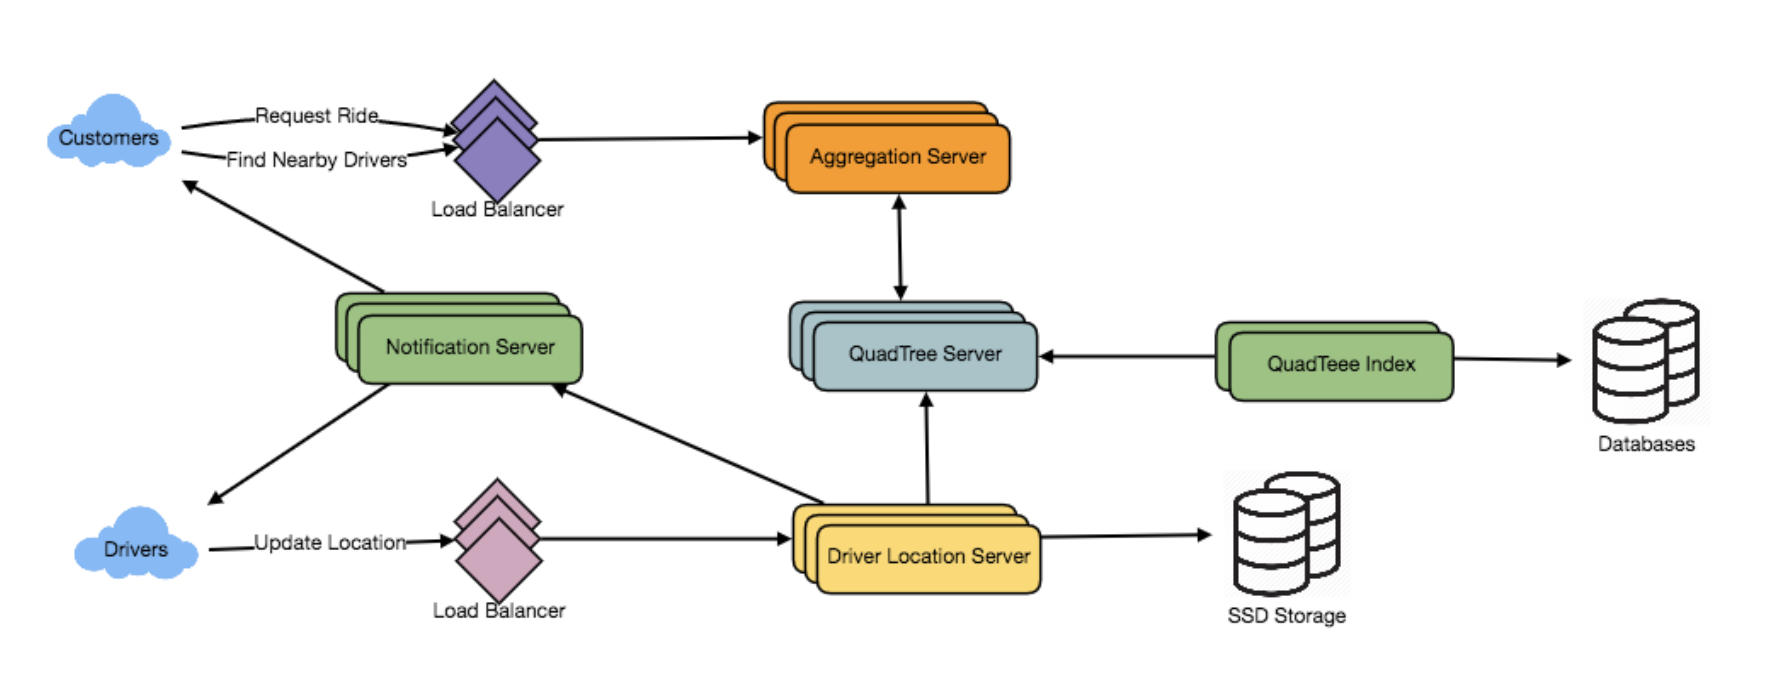 Request Ride
Customers
Find Nearby Drivers
Aggregation Server
Load Balancer
Notification Server
QuadTree Server
QuadTeee Index
Databases
Drivers
Update Location
Driver Location Server
Load Balancer
SSD Storage